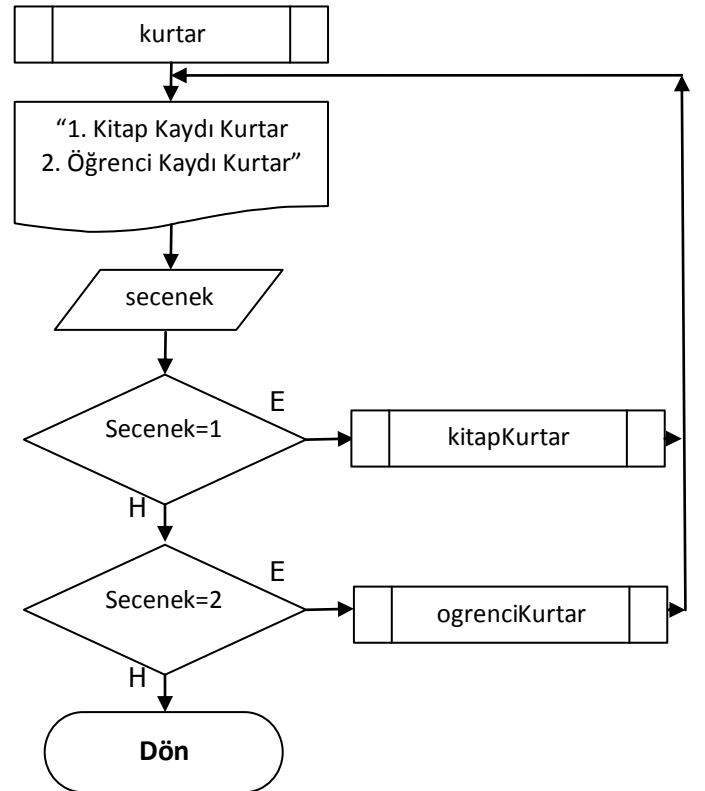 kurtar
“1. Kitap Kaydı Kurtar
2. Öğrenci Kaydı Kurtar”
secenek
Secenek=1
E
kitapKurtar
H
Secenek=2
E
ogrenciKurtar
H
Dön